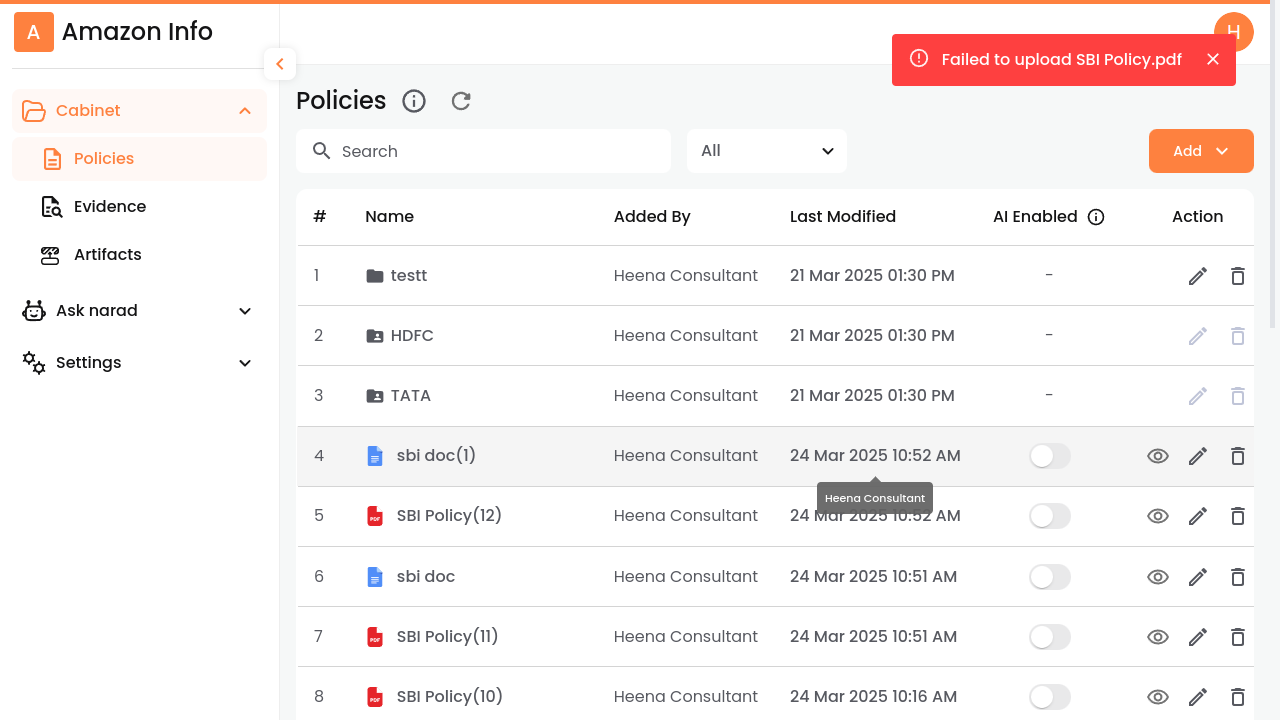 A Amazon Info
H
Failed to upload SBI Policy.pdf
Cabinet
Policies
Evidence
Artifacts
Ask narad
Settings
Policies
Search
All
Add
# Name Added By Last Modified AI Enabled Action
1 testt Heena Consultant 21 Mar 2025 01:30 PM -
2 HDFC Heena Consultant 21 Mar 2025 01:30 PM -
3 TATA Heena Consultant 21 Mar 2025 01:30 PM -
4 sbi doc(1) Heena Consultant 24 Mar 2025 10:52 AM
Heena Consultant
5 SBI Policy(12) Heena Consultant 24 Mar 2025 10:52 AM
6 sbi doc Heena Consultant 24 Mar 2025 10:51 AM
7 SBI Policy(11) Heena Consultant 24 Mar 2025 10:51 AM
8 SBI Policy(10) Heena Consultant 24 Mar 2025 10:16 AM